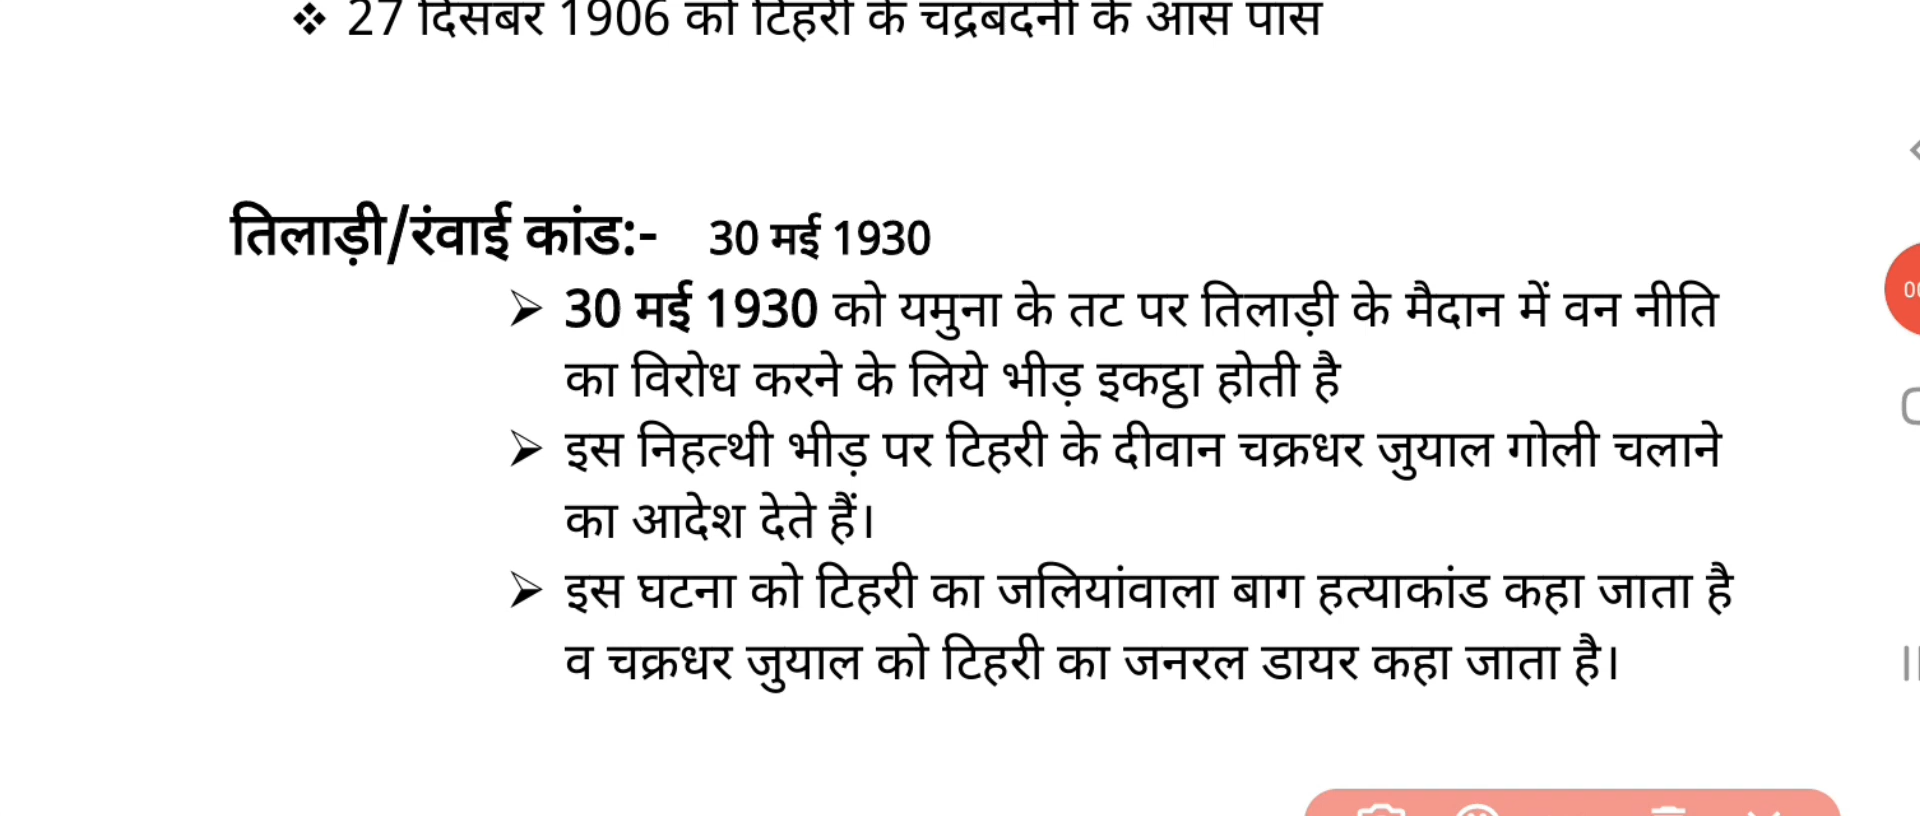 ❖ 27 दिसंबर 1906 को टिहरी के चंद्रबदनी के आस पास
तिलाड़ी/रंवाई कांड:- 30 मई 1930
➢ 30 मई 1930 को यमुना के तट पर तिलाड़ी के मैदान में वन नीति
का विरोध करने के लिये भीड़ इकट्ठा होती है
➢ इस निहत्थी भीड़ पर टिहरी के दीवान चक्रधर जुयाल गोली चलाने
का आदेश देते हैं।
➢ इस घटना को टिहरी का जलियांवाला बाग हत्याकांड कहा जाता है
व चक्रधर जुयाल को टिहरी का जनरल डायर कहा जाता है।